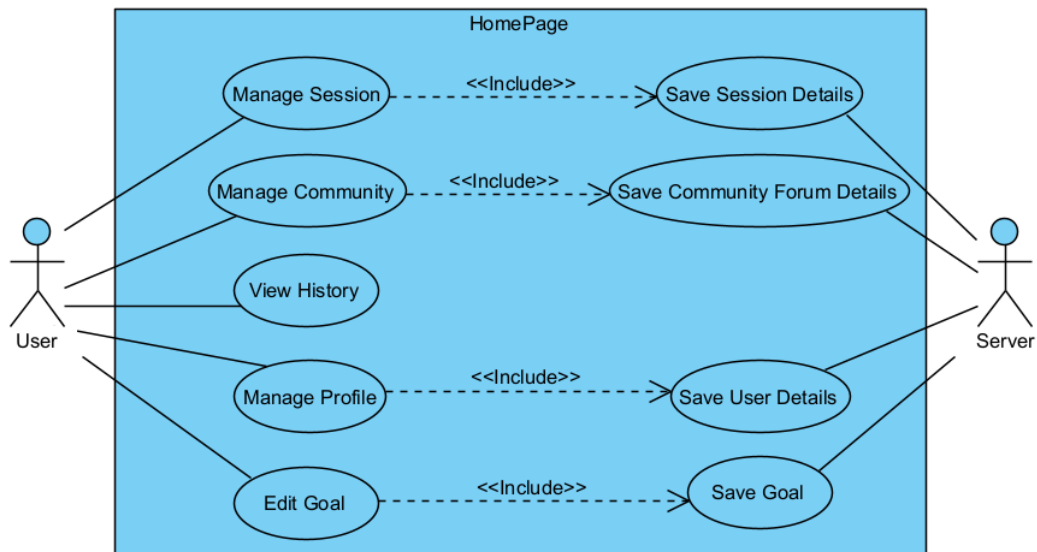 HomePage
Manage Session
<<Include>>
Save Session Details
Manage Community
<<Include>>
Save Community Forum Details
View History
User
Server
Manage Profile
<<Include>>
Save User Details
Edit Goal
<<Include>>
Save Goal